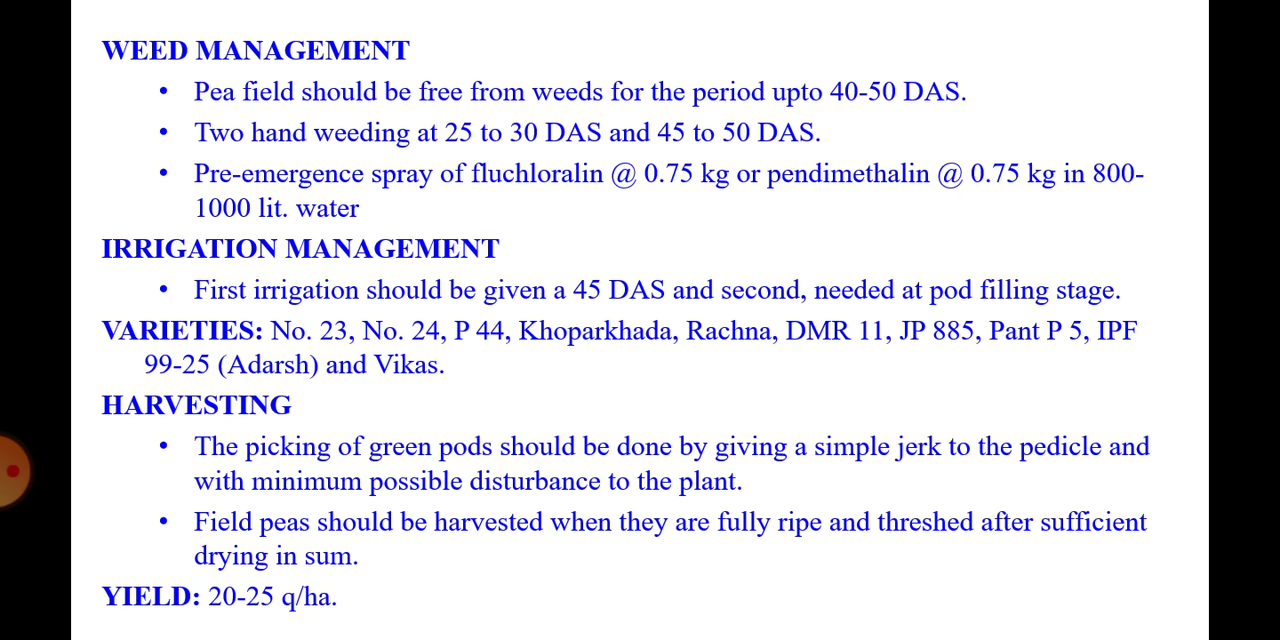 WEED MANAGEMENT
• Pea field should be free from weeds for the period upto 40-50 DAS.
• Two hand weeding at 25 to 30 DAS and 45 to 50 DAS.
• Pre-emergence spray of fluchloralin @ 0.75 kg or pendimethalin @ 0.75 kg in 800-
1000 lit. water
IRRIGATION MANAGEMENT
• First irrigation should be given a 45 DAS and second, needed at pod filling stage.
VARIETIES: No. 23, No. 24, P 44, Khoparkhada, Rachna, DMR 11, JP 885, Pant P 5, IPF
99-25 (Adarsh) and Vikas.
HARVESTING
• The picking of green pods should be done by giving a simple jerk to the pedicle and
with minimum possible disturbance to the plant.
• Field peas should be harvested when they are fully ripe and threshed after sufficient
drying in sum.
YIELD: 20-25 q/ha.